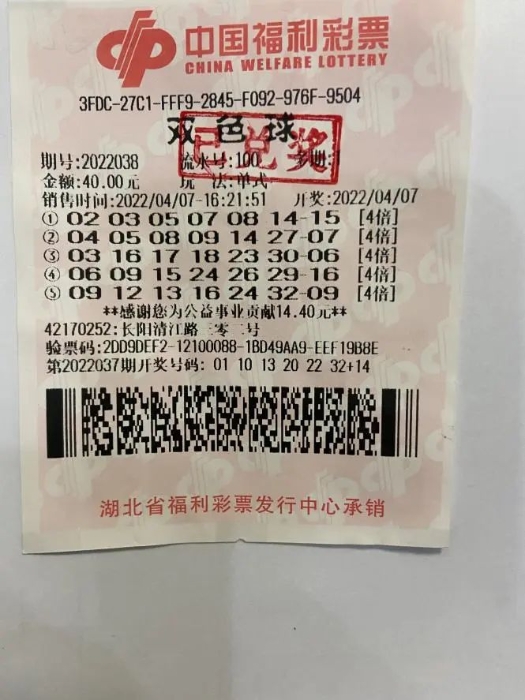 中国福利彩票
CHINA WELFARE LOTTERY
3FDC-27C1-FFF9-2845-F092-976F-9504
双色球
已兑奖
期号:2022038 流水号:100 多期:1
金额:40.00元 玩法:单式
销售时间:2022/04/07-16:21:51 开奖:2022/04/07
① 02 03 05 07 08 14-15 [4倍]
② 04 05 08 09 14 27-07 [4倍]
③ 03 16 17 18 23 30-06 [4倍]
④ 06 09 15 24 26 29-16 [4倍]
⑤ 09 12 13 16 24 32-09 [4倍]
**感谢您为公益事业贡献14.40元**
42170252:长阳清江路三零二号
验票码:2DD9DEF2-12100088-1BD49AA9-EEF19B8E
第2022037期开奖号码: 01 10 13 20 22 32+14
湖北省福利彩票发行中心承销